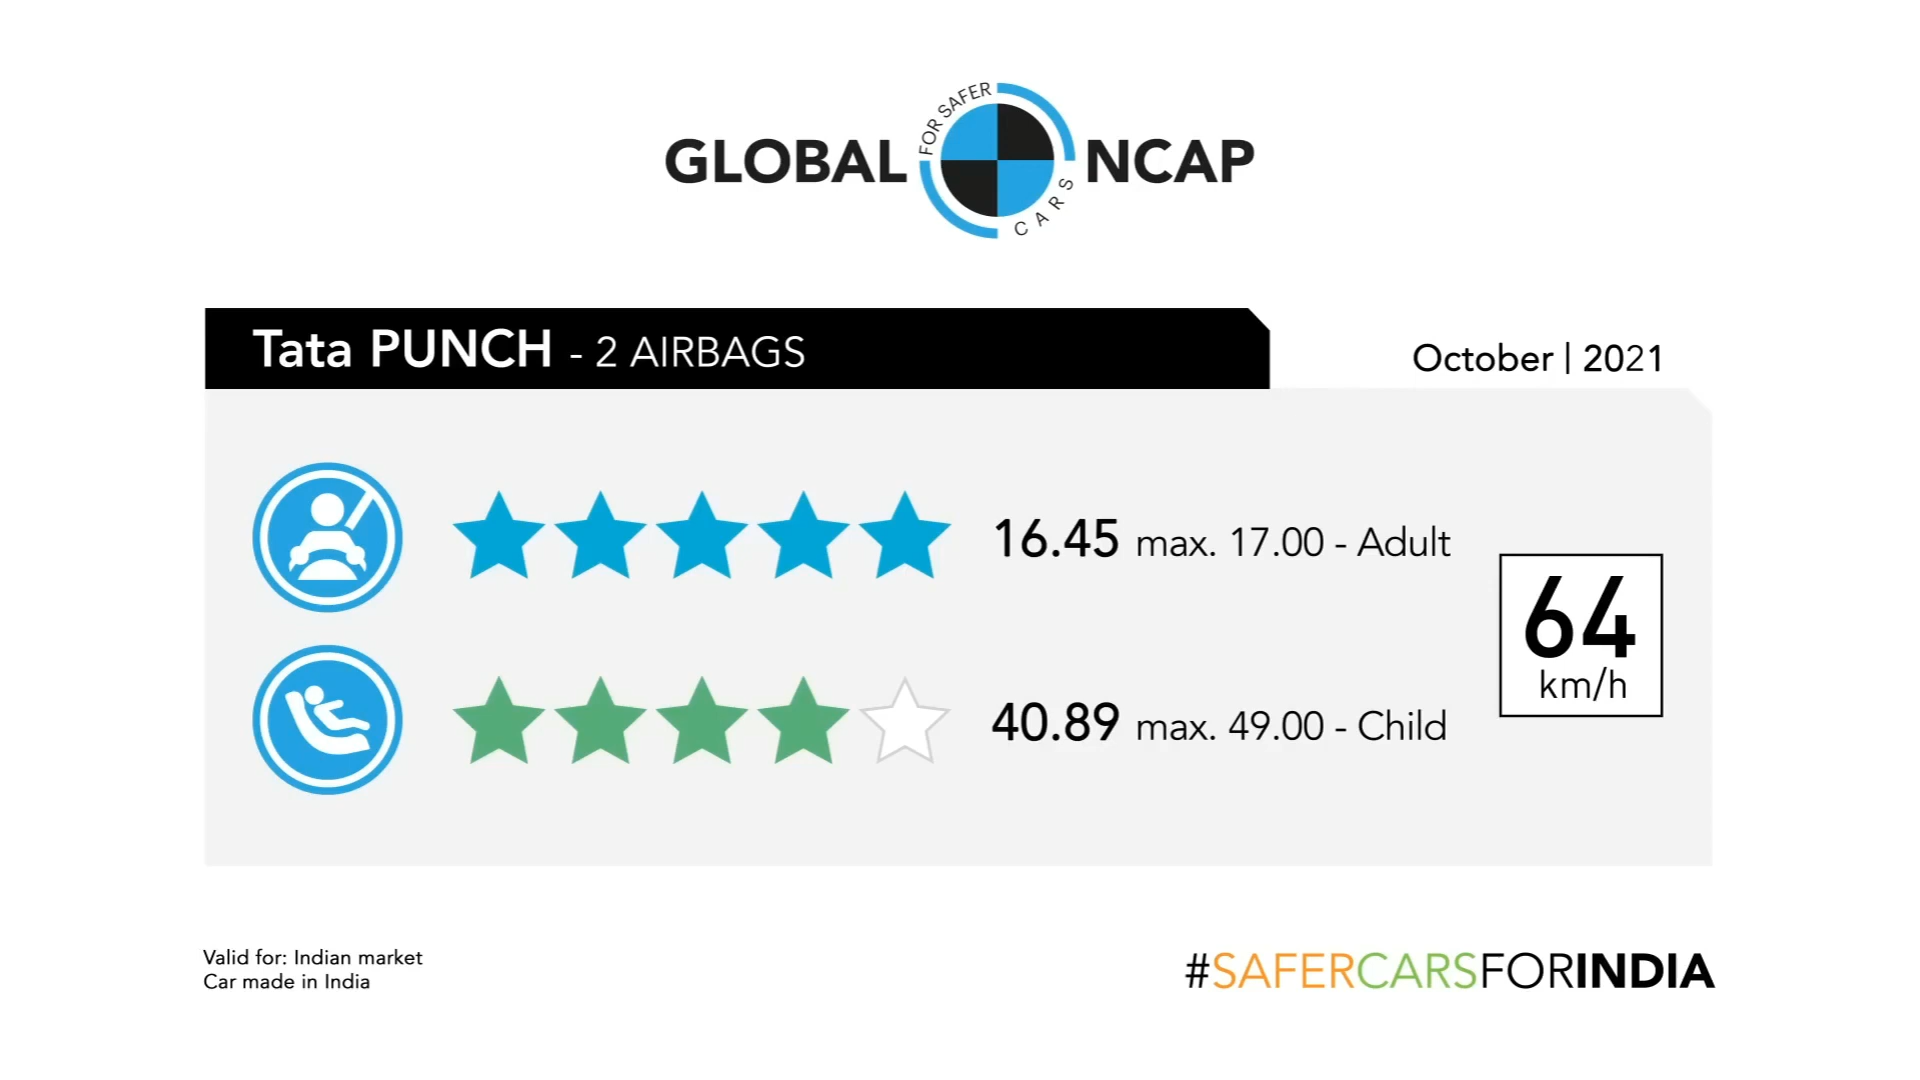 GLOBAL FOR SAFER CARS NCAP
Tata PUNCH - 2 AIRBAGS
October | 2021
16.45 max. 17.00 - Adult
40.89 max. 49.00 - Child
64
km/h
Valid for: Indian market
Car made in India
#SAFERCARSFORINDIA